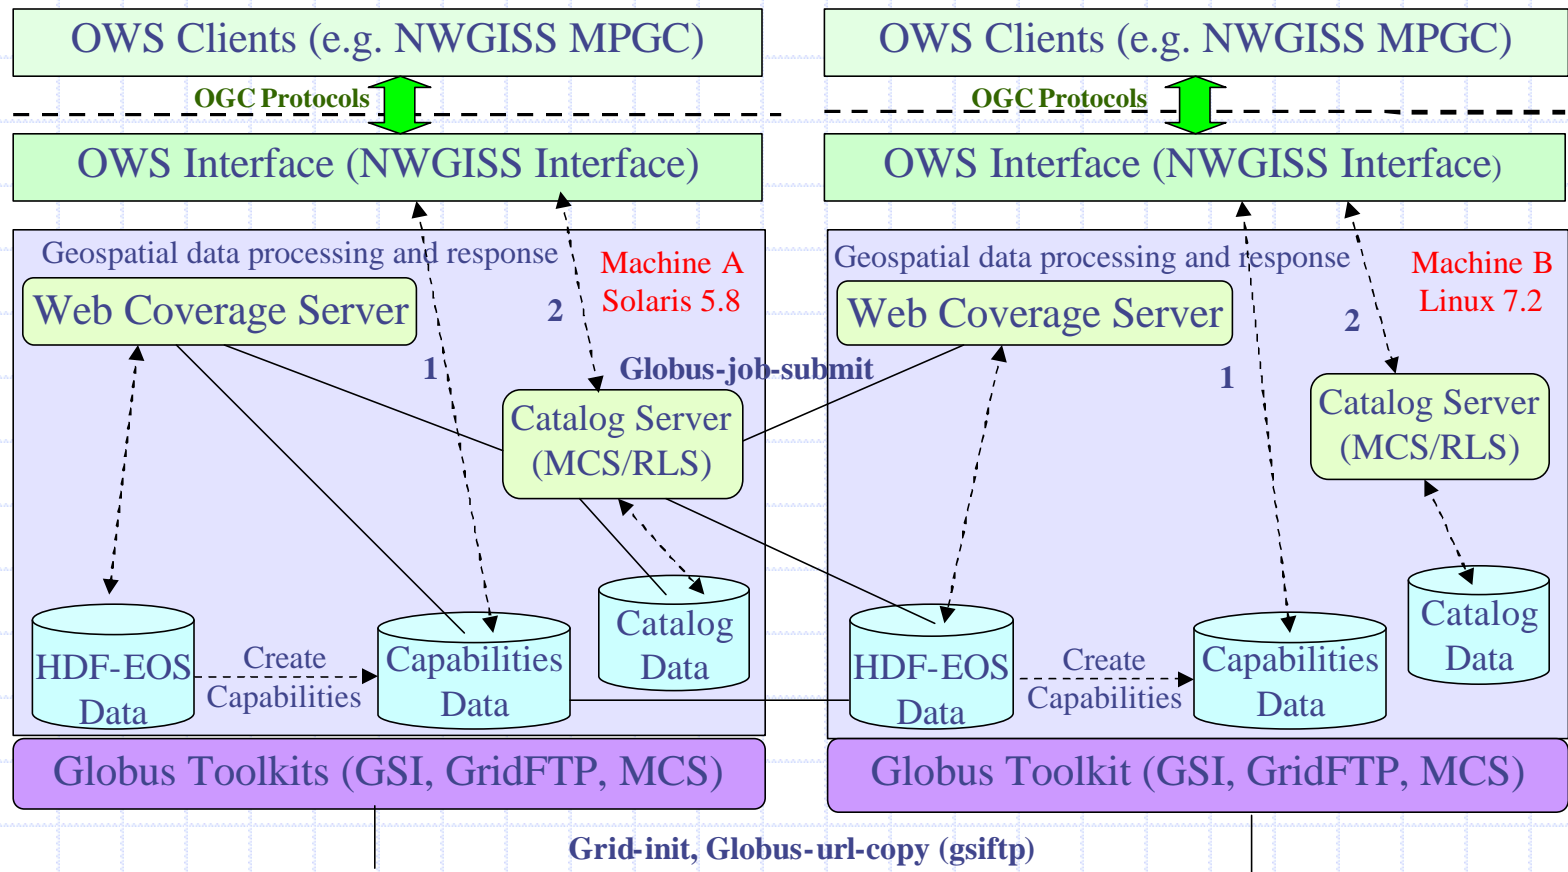 OWS Clients (e.g. NWGISS MPGC)
OGC Protocols
OWS Interface (NWGISS Interface)
Geospatial data processing and response
Machine A
Solaris 5.8
Web Coverage Server
2
1
Globus-job-submit
Catalog Server
(MCS/RLS)
HDF-EOS
Data
Create
Capabilities
Capabilities
Data
Catalog
Data
Globus Toolkits (GSI, GridFTP, MCS)
OWS Clients (e.g. NWGISS MPGC)
OGC Protocols
OWS Interface (NWGISS Interface)
Geospatial data processing and response
Machine B
Linux 7.2
Web Coverage Server
2
1
Catalog Server
(MCS/RLS)
HDF-EOS
Data
Create
Capabilities
Capabilities
Data
Catalog
Data
Globus Toolkit (GSI, GridFTP, MCS)
Grid-init, Globus-url-copy (gsiftp)